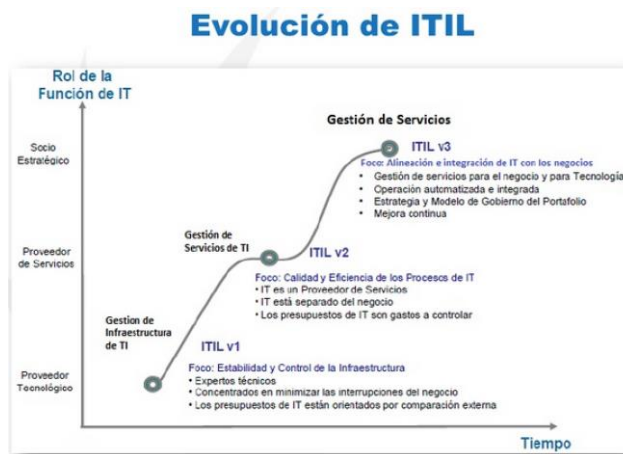 Evolución de ITIL
Rol de la
Función de IT
Socio
Estratégico
Proveedor
de Servicios
Proveedor
Tecnológico
Gestión de Servicios
ITIL v3
Foco: Alineación e integración de IT con los negocios
• Gestión de servicios para el negocio y para Tecnología
• Operación automatizada e integrada
• Estrategia y Modelo de Gobierno del Portafolio
• Mejora continua
Gestión de
Servicios de TI
ITIL v2
Foco: Calidad y Eficiencia de los Procesos de IT
• IT es un Proveedor de Servicios
• IT está separado del negocio
• Los presupuestos de IT son gastos a controlar
Gestion de
Infraestructura
de TI
ITIL v1
Foco: Estabilidad y Control de la Infraestructura
• Expertos técnicos
• Concentrados en minimizar las interrupciones del negocio
• Los presupuestos de IT están orientados por comparación externa
Tiempo